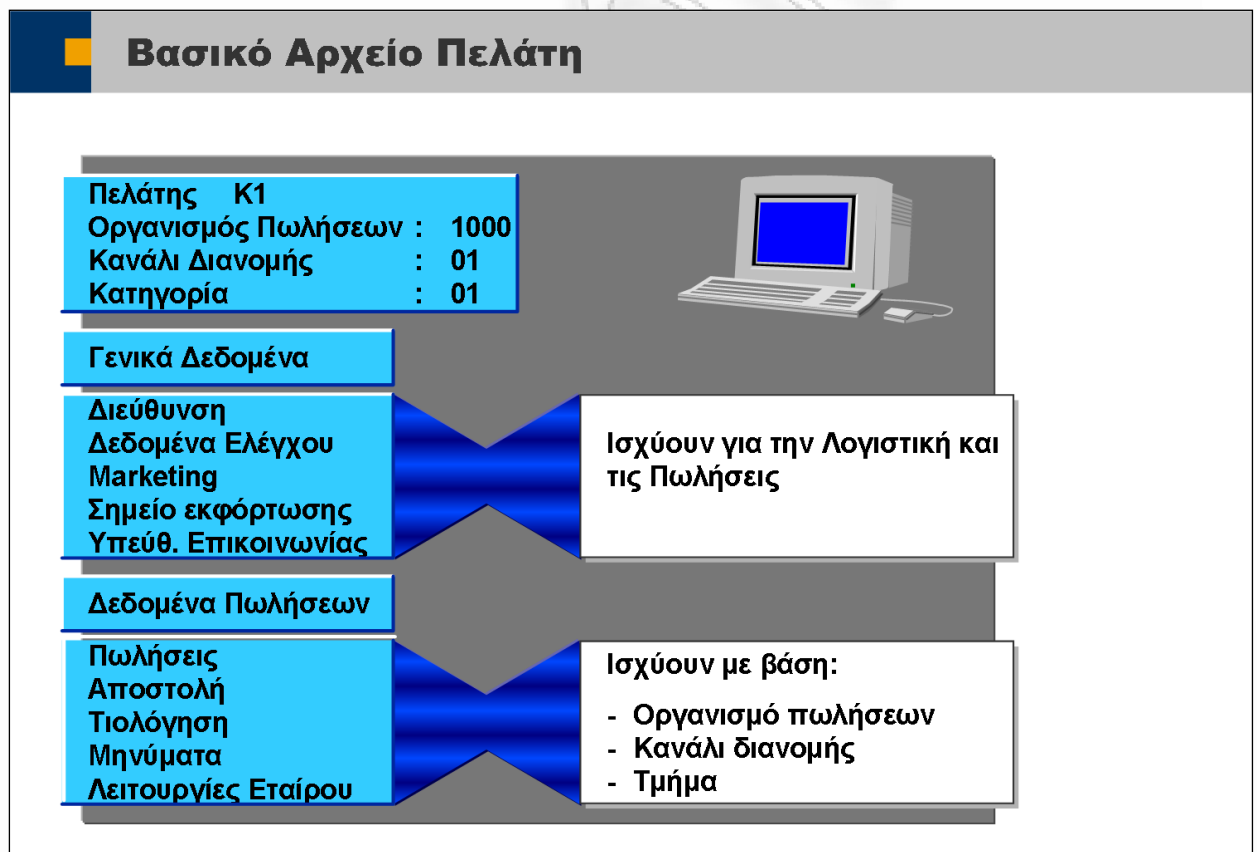 Βασικό Αρχείο Πελάτη
Πελάτης K1
Οργανισμός Πωλήσεων : 1000
Κανάλι Διανομής : 01
Κατηγορία : 01
Γενικά Δεδομένα
Διεύθυνση
Δεδομένα Ελέγχου
Marketing
Σημείο εκφόρτωσης
Υπεύθ. Επικοινωνίας
Ισχύουν για την Λογιστική και
τις Πωλήσεις
Δεδομένα Πωλήσεων
Πωλήσεις
Αποστολή
Τιολόγηση
Μηνύματα
Λειτουργίες Εταίρου
Ισχύουν με βάση:
- Οργανισμό πωλήσεων
- Κανάλι διανομής
- Τμήμα